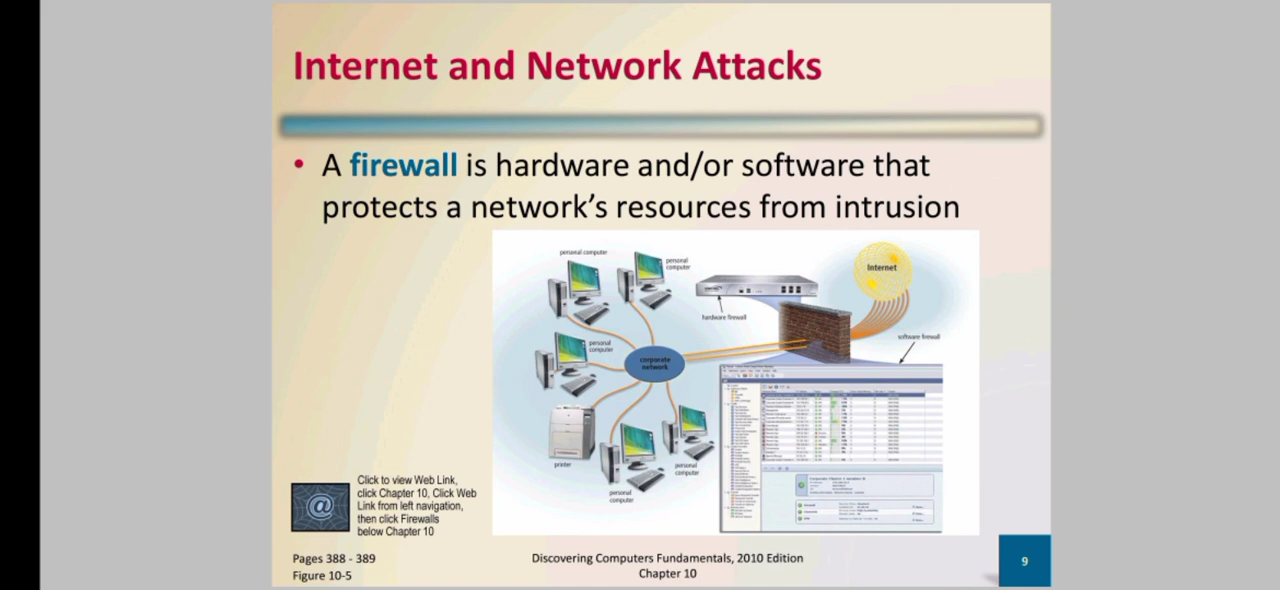 Internet and Network Attacks
• A firewall is hardware and/or software that
protects a network's resources from intrusion
personal computer
personal
computer
Internet
hardware firewall
software firewall
personal
computer
corporate
network
printer
personal
computer
personal
computer
Click to view Web Link,
click Chapter 10, Click Web
Link from left navigation,
then click Firewalls
below Chapter 10
Pages 388 - 389
Figure 10-5
Discovering Computers Fundamentals, 2010 Edition
Chapter 10
9